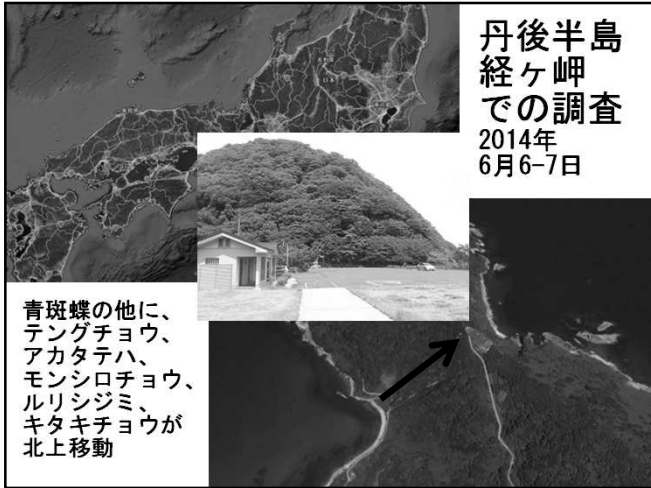 丹後半島
経ヶ岬
での調査
2014年
6月6-7日
青斑蝶の他に、
テングチョウ、
アカタテハ、
モンシロチョウ、
ルリシジミ、
キタキチョウが
北上移動